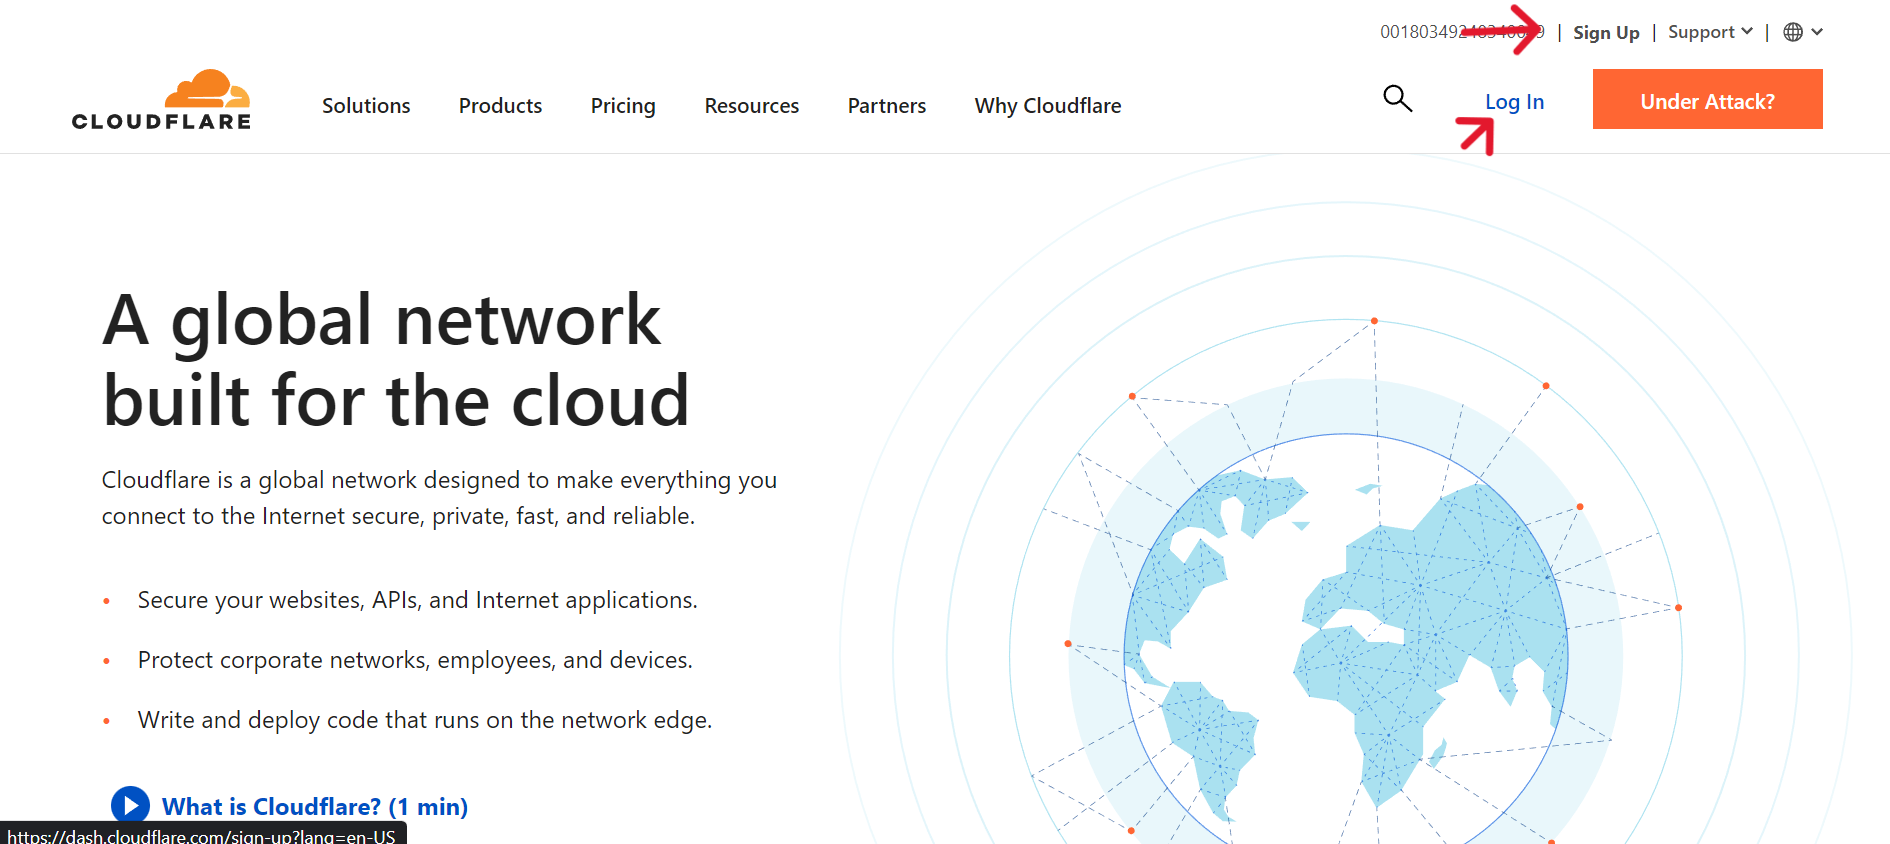 Sign Up | Support | 
CLOUDFLARE
Solutions Products Pricing Resources Partners Why Cloudflare Log In Under Attack?
A global network
built for the cloud
Cloudflare is a global network designed to make everything you
connect to the Internet secure, private, fast, and reliable.
• Secure your websites, APIs, and Internet applications.
• Protect corporate networks, employees, and devices.
• Write and deploy code that runs on the network edge.
What is Cloudflare? (1 min)
https://dash.cloudflare.com/sign-up?lang=en-US